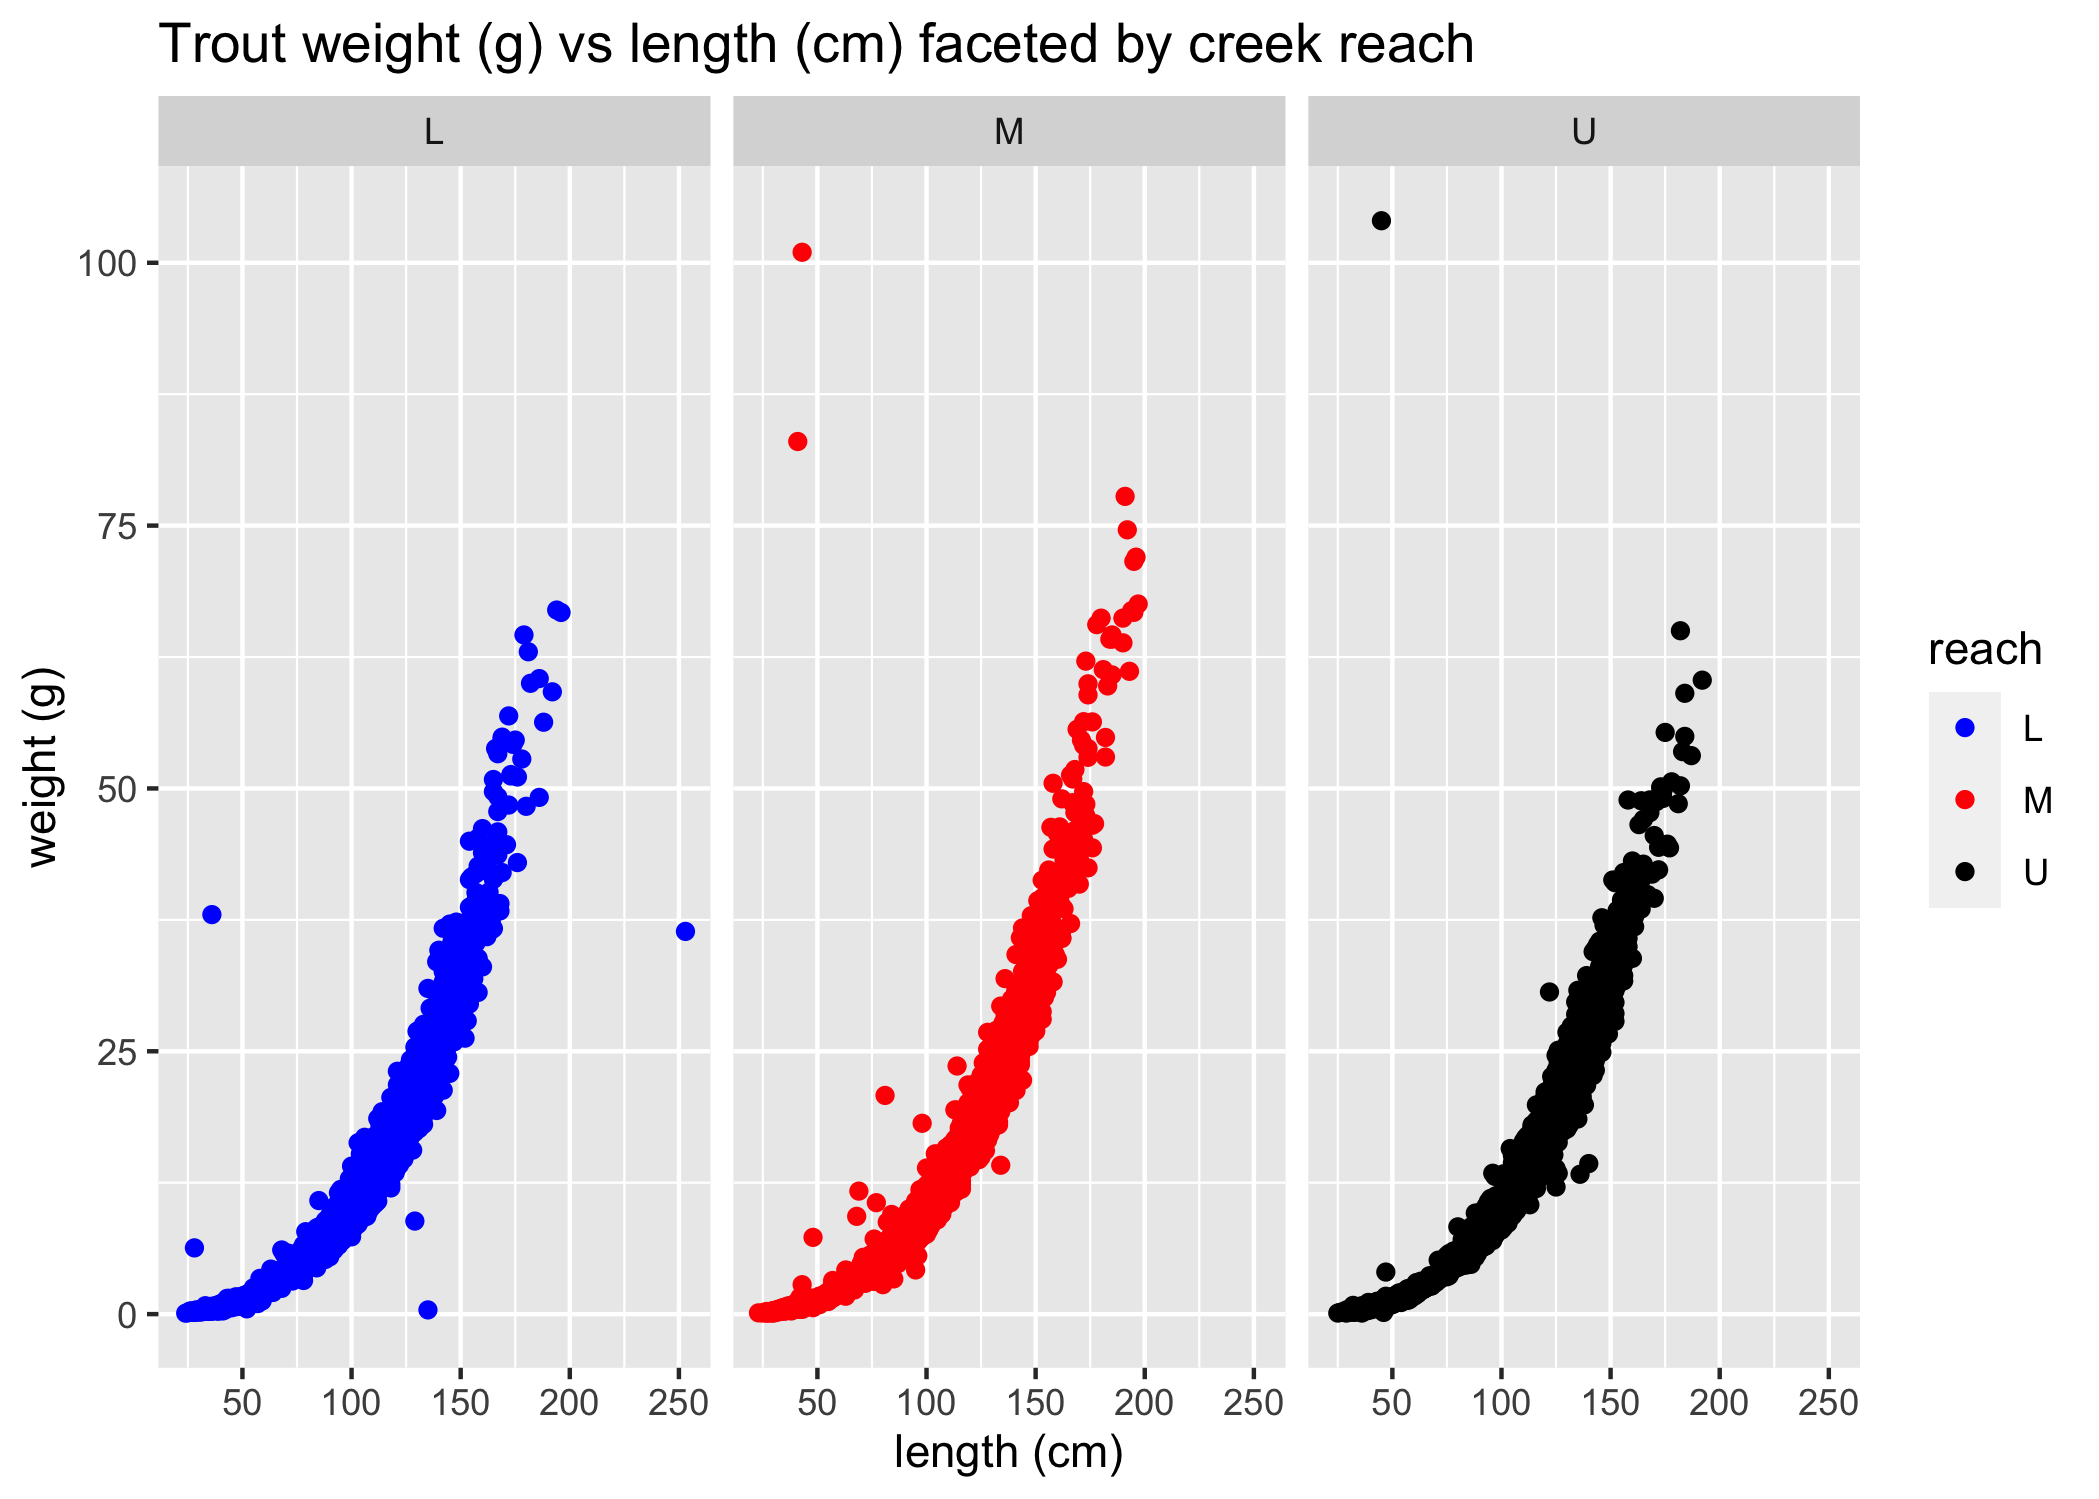 Trout weight (g) vs length (cm) faceted by creek reach
L M U
100
75
50
25
0
weight (g)
50 100 150 200 250 50 100 150 200 250 50 100 150 200 250
length (cm)
reach
L
M
U